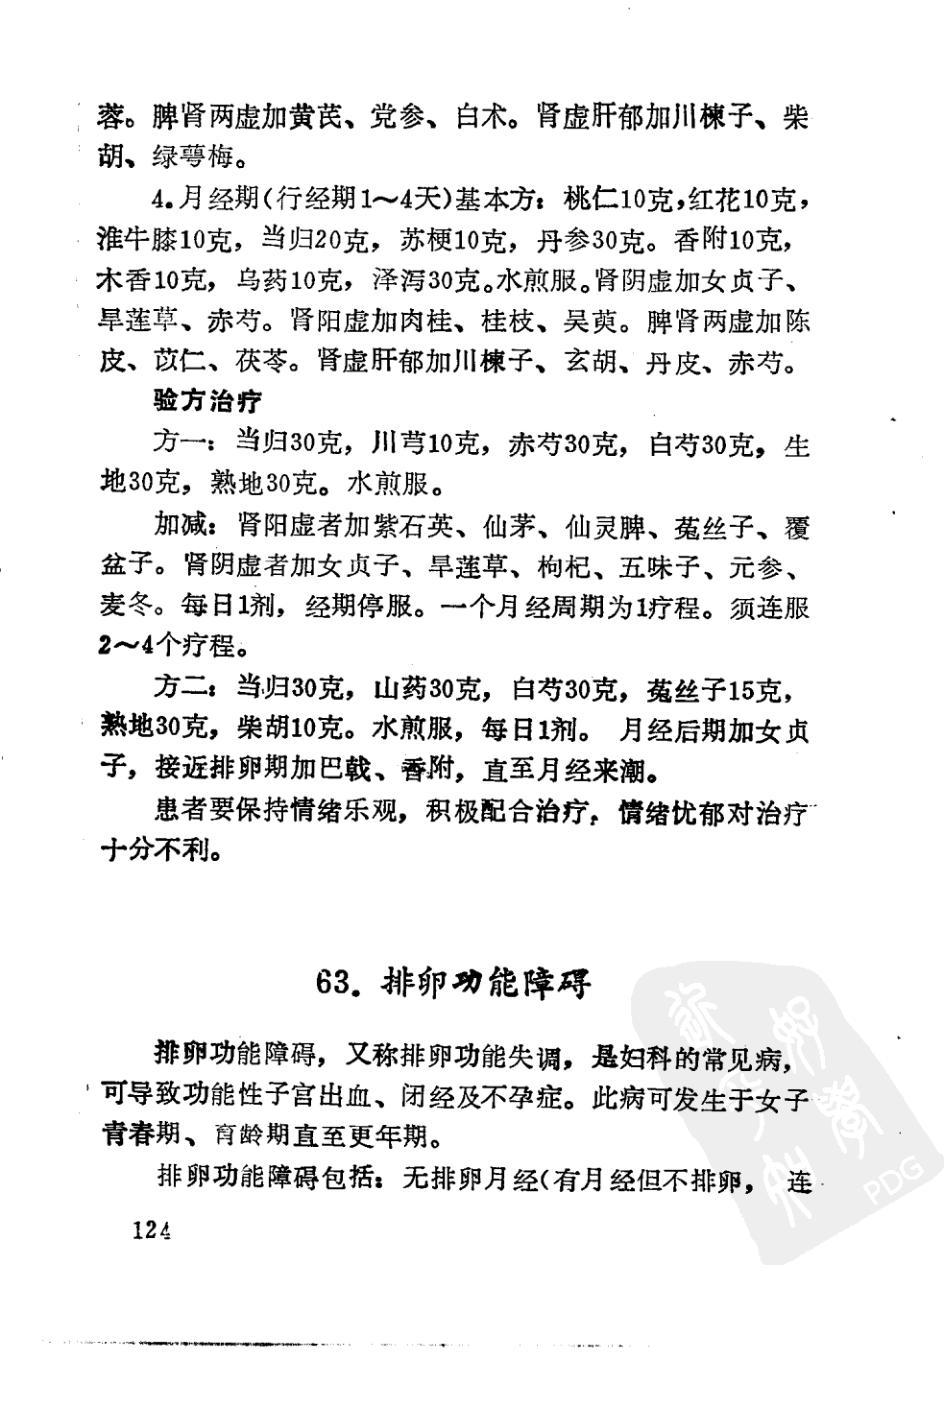 蓉。脾肾两虚加黄芪、党参、白术。肾虚肝郁加川楝子、柴
胡、绿萼梅。
4.月经期(行经期1～4天)基本方：桃仁10克，红花10克，
淮牛膝10克，当归20克，苏梗10克，丹参30克。香附10克，
木香10克，乌药10克，泽泻30克。水煎服。肾阴虚加女贞子、
旱莲草、赤芍。肾阳虚加肉桂、桂枝、吴萸。脾肾两虚加陈
皮、苡仁、茯苓。肾虚肝郁加川楝子、玄胡、丹皮、赤芍。
验方治疗
方一：当归30克，川芎10克，赤芍30克，白芍30克，生
地30克，熟地30克。水煎服。
加减：肾阳虚者加紫石英、仙茅、仙灵脾、菟丝子、覆
盆子。肾阴虚者加女贞子、旱莲草、枸杞、五味子、元参、
麦冬。每日1剂，经期停服。一个月经周期为1疗程。须连服
2～4个疗程。
方二：当归30克，山药30克，白芍30克，菟丝子15克，
熟地30克，柴胡10克。水煎服，每日1剂。月经后期加女贞
子，接近排卵期加巴戟、香附，直至月经来潮。
患者要保持情绪乐观，积极配合治疗，情绪忧郁对治疗
十分不利。
63.排卵功能障碍
排卵功能障碍，又称排卵功能失调，是妇科的常见病，
可导致功能性子宫出血、闭经及不孕症。此病可发生于女子
青春期、育龄期直至更年期。
排卵功能障碍包括：无排卵月经(有月经但不排卵，连
124
PDG